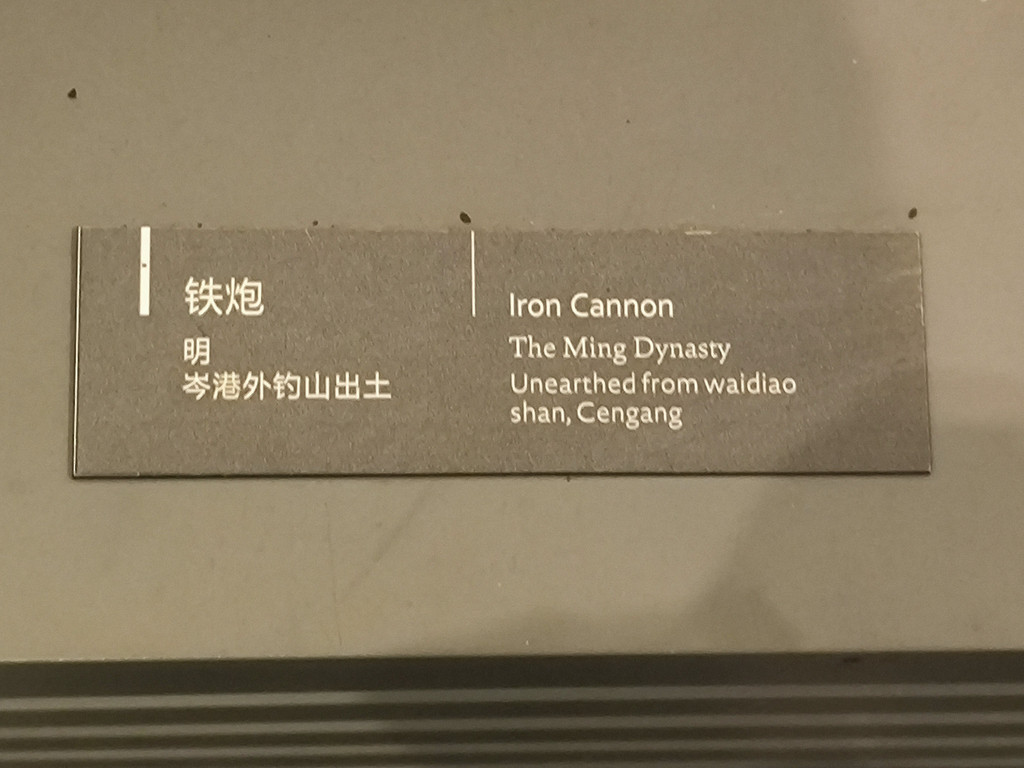 铁炮
明
岑港外钓山出土
Iron Cannon
The Ming Dynasty
Unearthed from waidiao
shan, Cengang